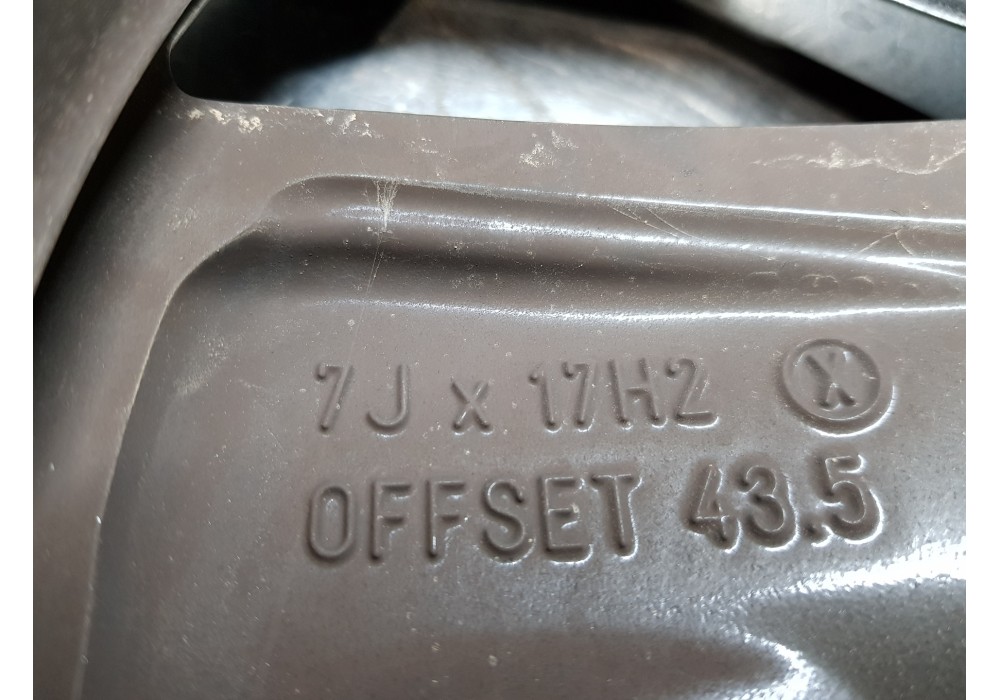 7J x 17H2 X
OFFSET 43.5